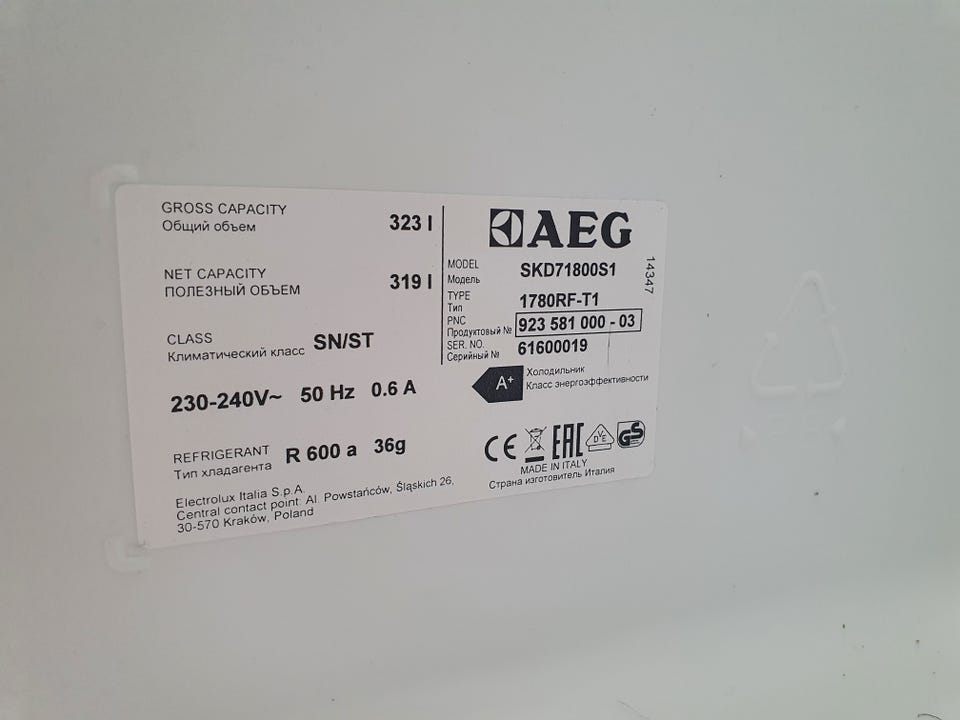 GROSS CAPACITY
Общий объем
323 l
NET CAPACITY
ПОЛЕЗНЫЙ ОБЪЕМ
319 l
CLASS
Климатический класс
SN/ST
230-240V~ 50 Hz 0.6 A
REFRIGERANT
Тип хладагента
R 600 a 36g
Electrolux Italia S.p.A.
Central contact point: Al. Powstańców, Śląskich 26,
30-570 Kraków, Poland
AEG
MODEL
Модель
SKD71800S1
TYPE
Тип
1780RF-T1
PNC
Продуктовый №
923 581 000 - 03
SER. NO.
Серийный №
61600019
14347
A+
Холодильник
Класс энергоэффективности
CE
EAC
DVE
GS
MADE IN ITALY
Страна изготовитель Италия